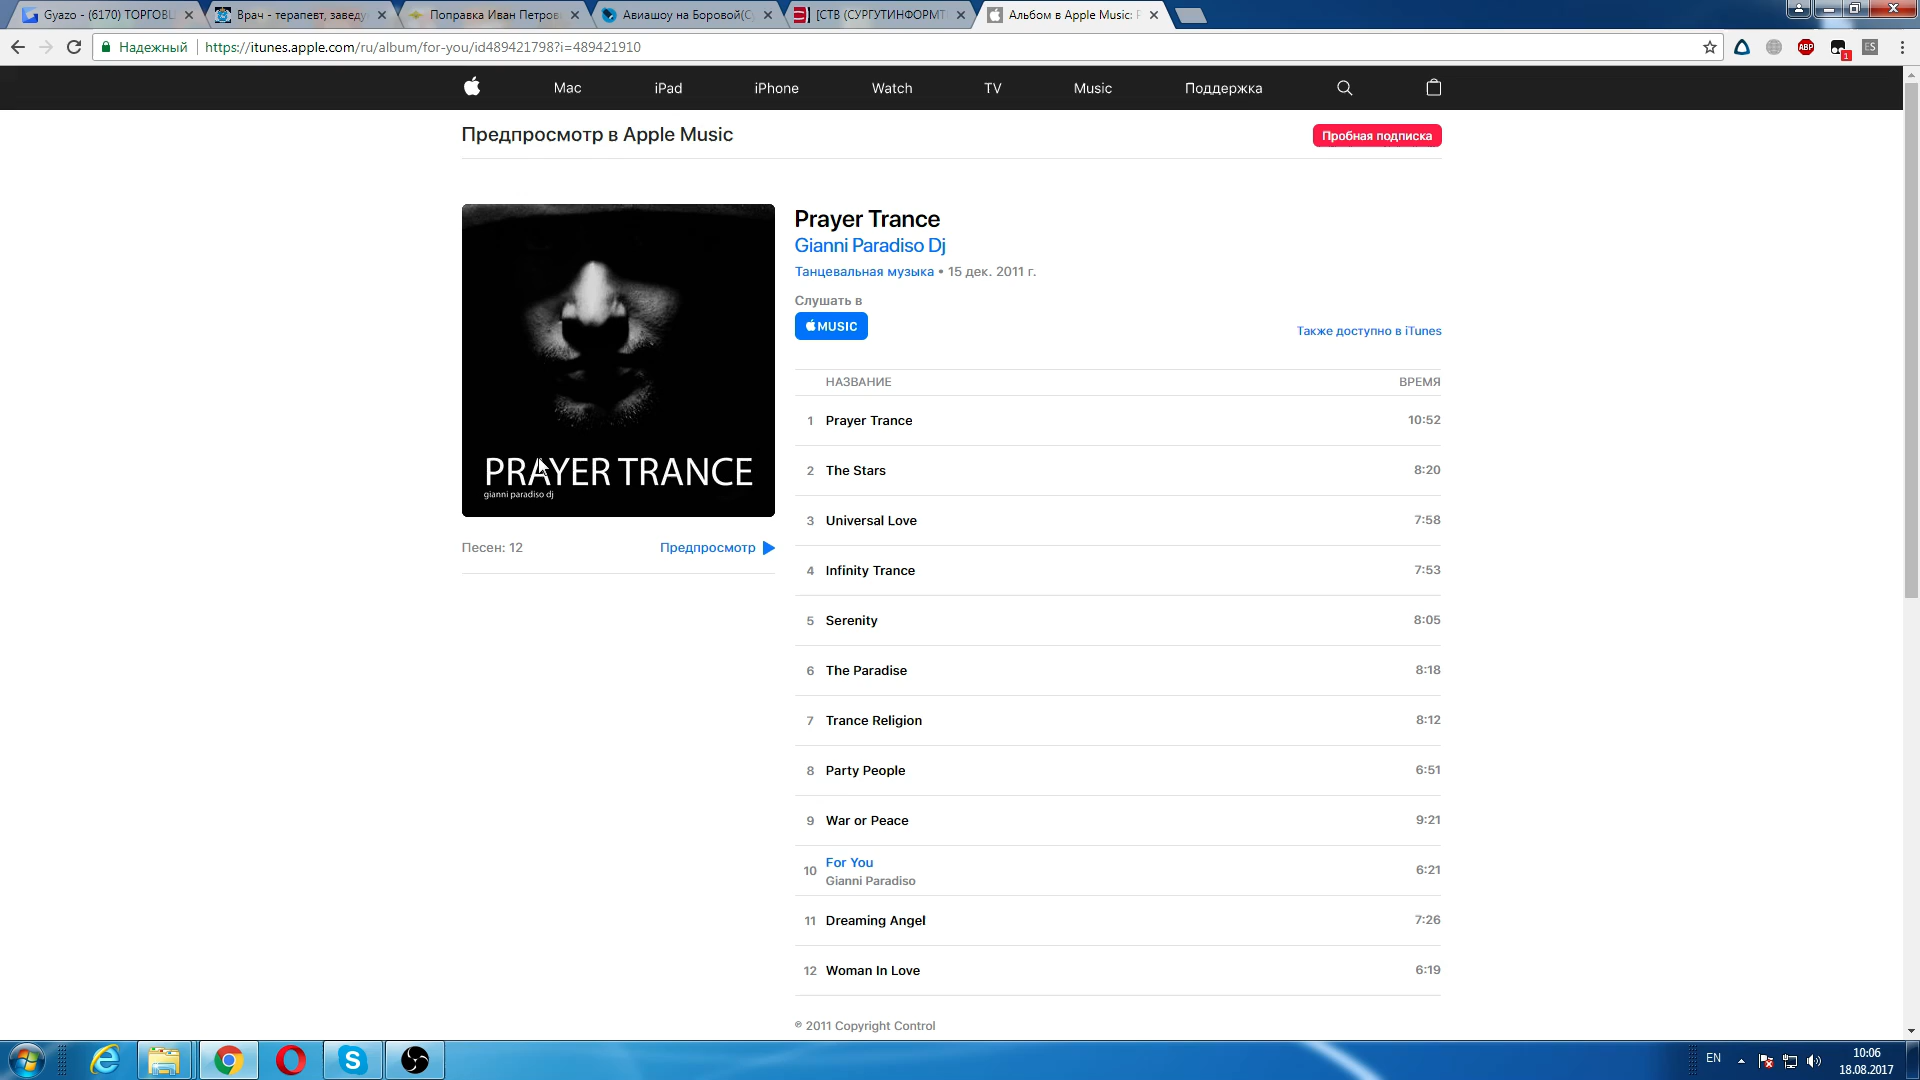 Gyazo - (6170) ТОРГОВЦ
Врач - терапевт, заведу
Поправка Иван Петрови
Авиашоу на Боровой(С
[СТВ (СУРГУТИНФОРМТ
Альбом в Apple Music:
Надежный
https://itunes.apple.com/ru/album/for-you/id489421798?i=489421910
ABP
1
ES
Mac
iPad
iPhone
Watch
TV
Music
Поддержка
Предпросмотр в Apple Music
Пробная подписка
PRAYER TRANCE
gianni paradiso dj
Песен: 12
Предпросмотр
Prayer Trance
Gianni Paradiso Dj
Танцевальная музыка • 15 дек. 2011 г.
Слушать в
MUSIC
Также доступно в iTunes
НАЗВАНИЕ ВРЕМЯ
1 Prayer Trance 10:52
2 The Stars 8:20
3 Universal Love 7:58
4 Infinity Trance 7:53
5 Serenity 8:05
6 The Paradise 8:18
7 Trance Religion 8:12
8 Party People 6:51
9 War or Peace 9:21
10 For You 6:21
Gianni Paradiso
11 Dreaming Angel 7:26
12 Woman In Love 6:19
℗ 2011 Copyright Control
EN
10:06
18.08.2017